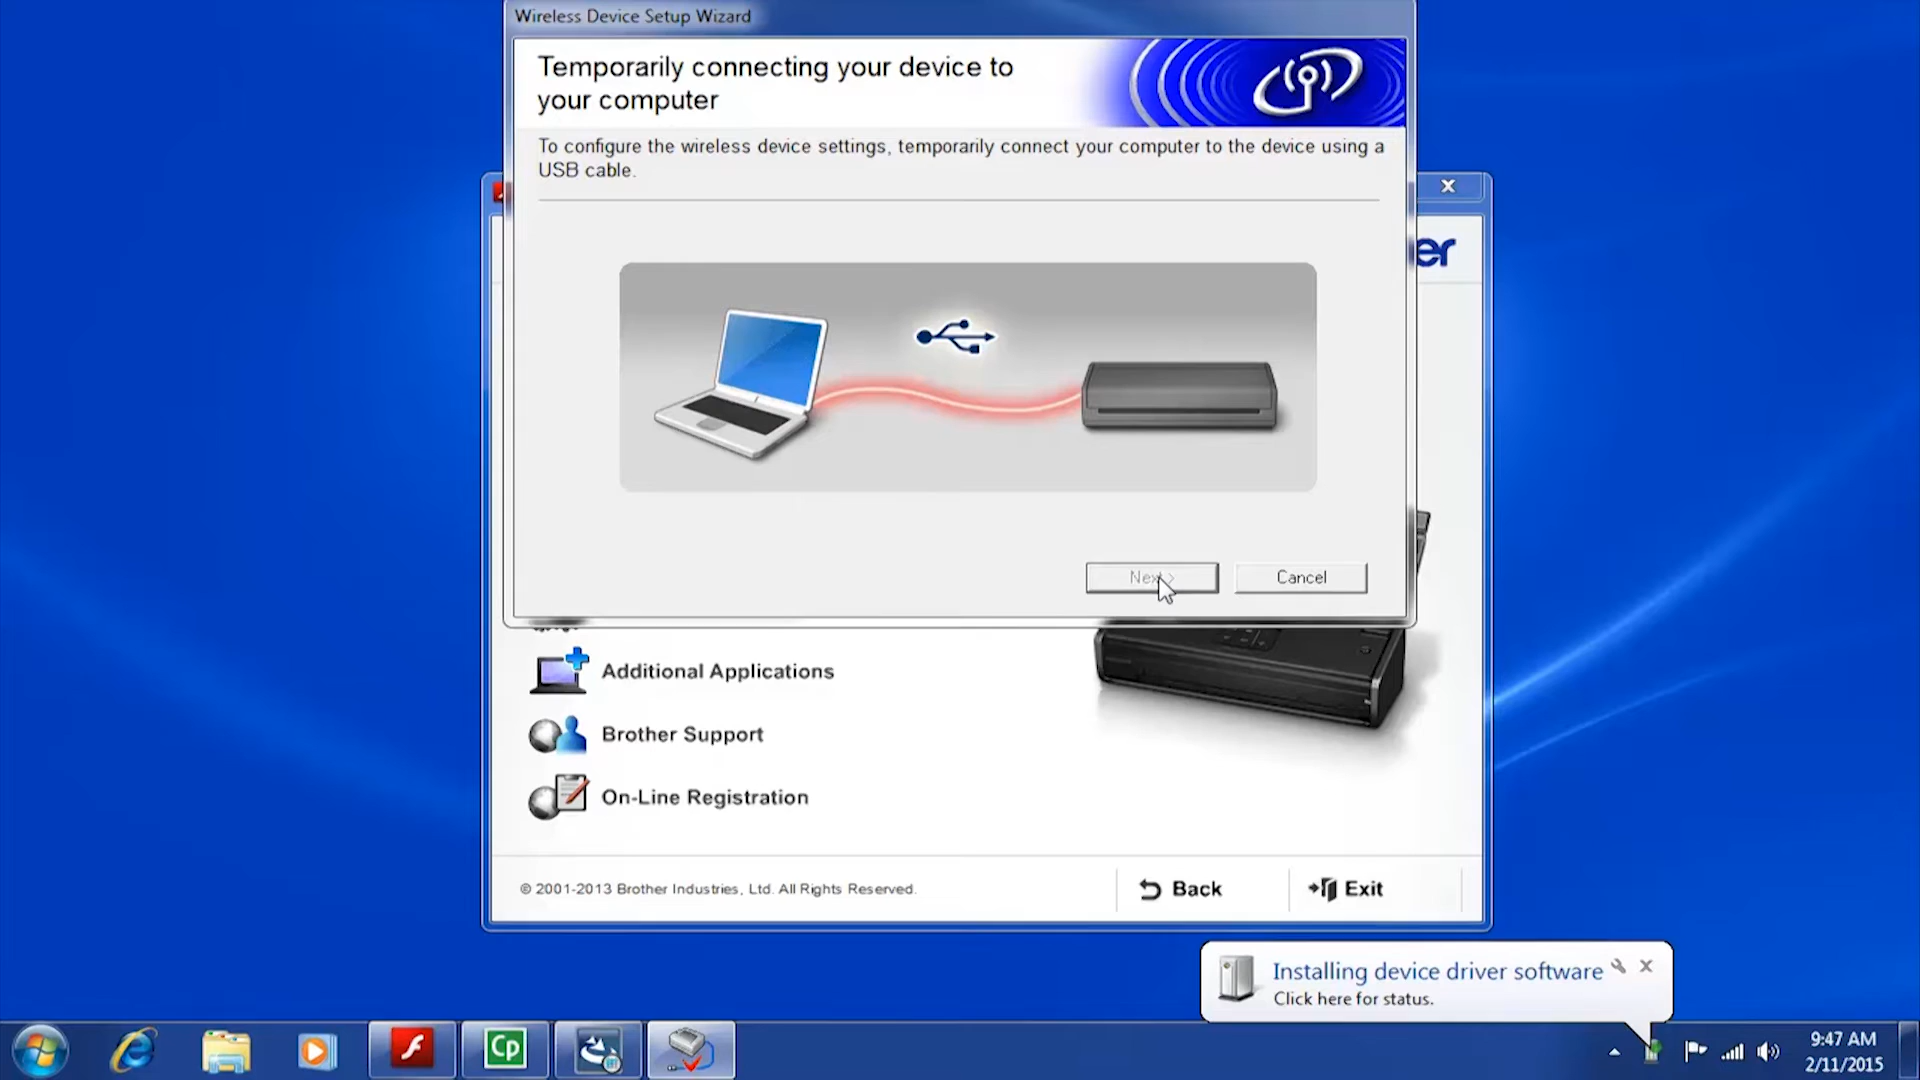 Wireless Device Setup Wizard
Temporarily connecting your device to
your computer
To configure the wireless device settings, temporarily connect your computer to the device using a
USB cable.
er
Next >
Cancel
Additional Applications
Brother Support
On-Line Registration
© 2001-2013 Brother Industries, Ltd. All Rights Reserved.
Back
Exit
Installing device driver software
Click here for status.
Cp
9:47 AM
2/11/2015